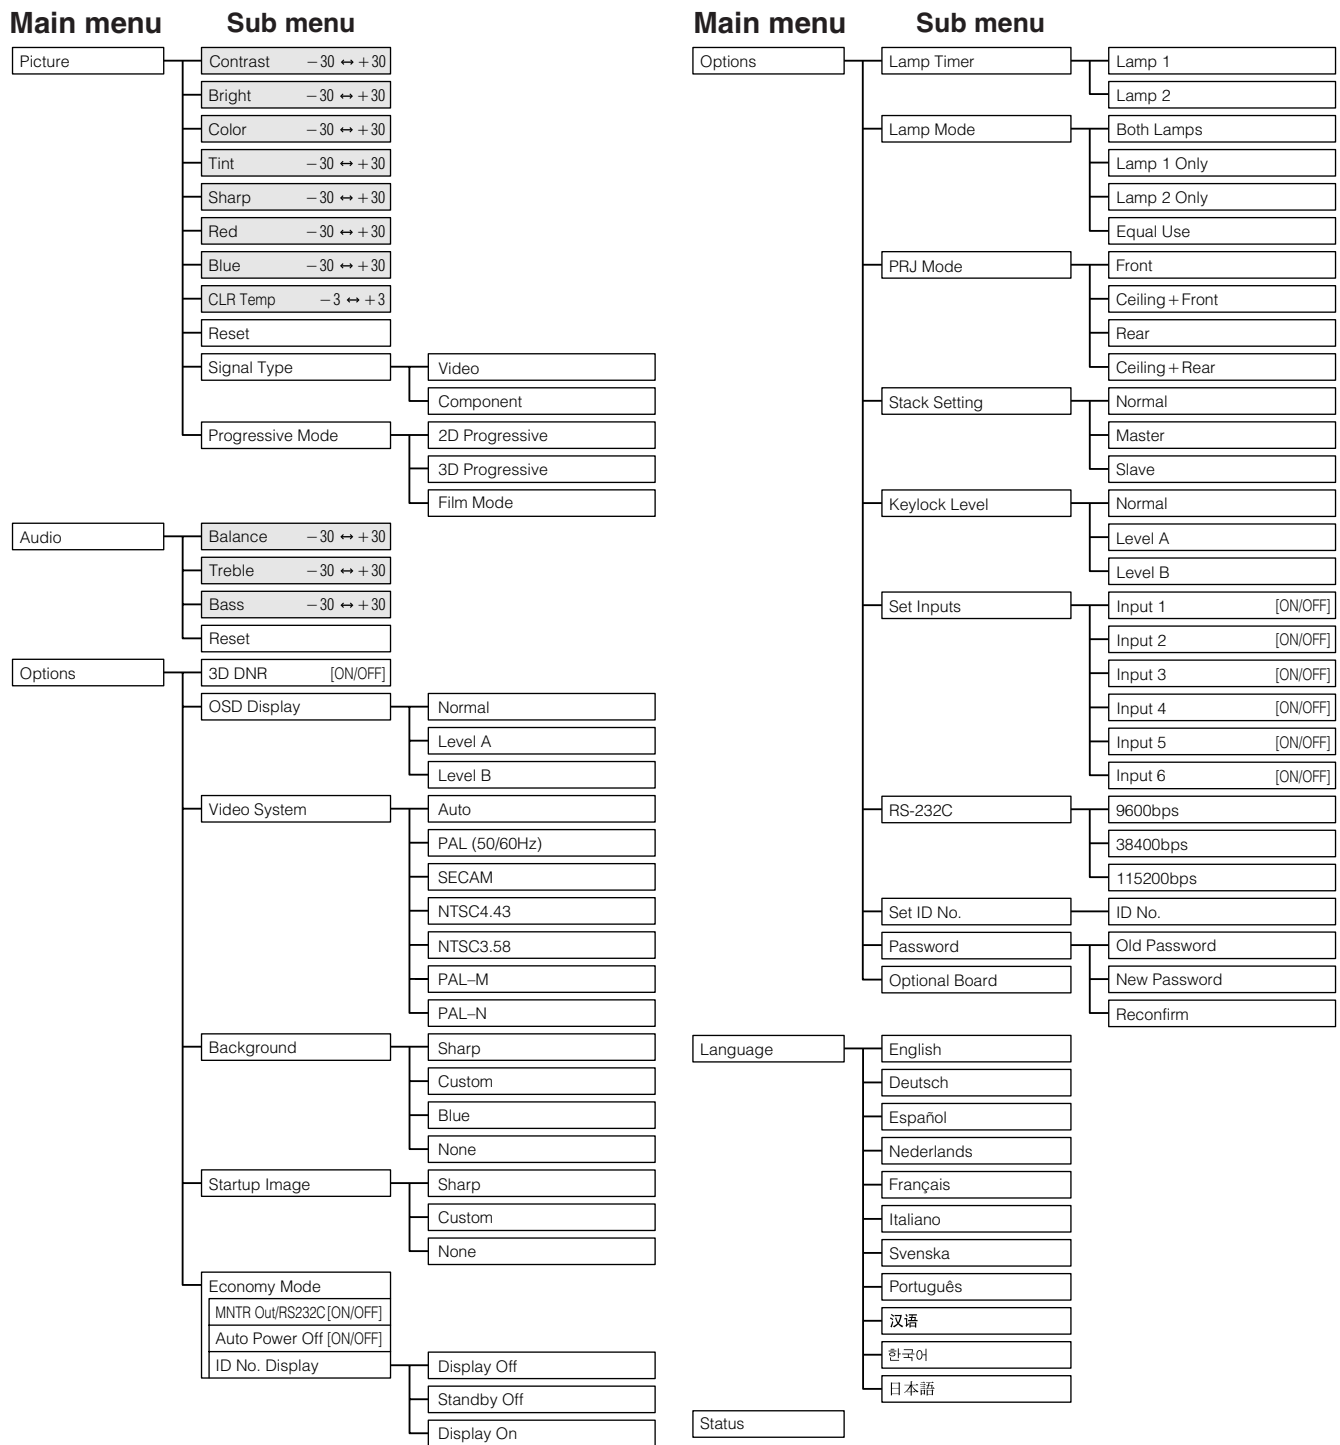 Main menu Sub menu
Picture
Contrast −30 ↔ +30
Bright −30 ↔ +30
Color −30 ↔ +30
Tint −30 ↔ +30
Sharp −30 ↔ +30
Red −30 ↔ +30
Blue −30 ↔ +30
CLR Temp −3 ↔ +3
Reset
Signal Type
Video
Component
Progressive Mode
2D Progressive
3D Progressive
Film Mode
Audio
Balance −30 ↔ +30
Treble −30 ↔ +30
Bass −30 ↔ +30
Reset
Options
3D DNR [ON/OFF]
OSD Display
Normal
Level A
Level B
Video System
Auto
PAL (50/60Hz)
SECAM
NTSC4.43
NTSC3.58
PAL–M
PAL–N
Background
Sharp
Custom
Blue
None
Startup Image
Sharp
Custom
None
Economy Mode
MNTR Out/RS232C [ON/OFF]
Auto Power Off [ON/OFF]
ID No. Display
Display Off
Standby Off
Display On
Main menu Sub menu
Options
Lamp Timer
Lamp 1
Lamp 2
Lamp Mode
Both Lamps
Lamp 1 Only
Lamp 2 Only
Equal Use
PRJ Mode
Front
Ceiling+Front
Rear
Ceiling+Rear
Stack Setting
Normal
Master
Slave
Keylock Level
Normal
Level A
Level B
Set Inputs
Input 1 [ON/OFF]
Input 2 [ON/OFF]
Input 3 [ON/OFF]
Input 4 [ON/OFF]
Input 5 [ON/OFF]
Input 6 [ON/OFF]
RS-232C
9600bps
38400bps
115200bps
Set ID No.
ID No.
Password
Old Password
New Password
Reconfirm
Optional Board
Language
English
Deutsch
Español
Nederlands
Français
Italiano
Svenska
Português
汉语
한국어
日本語
Status